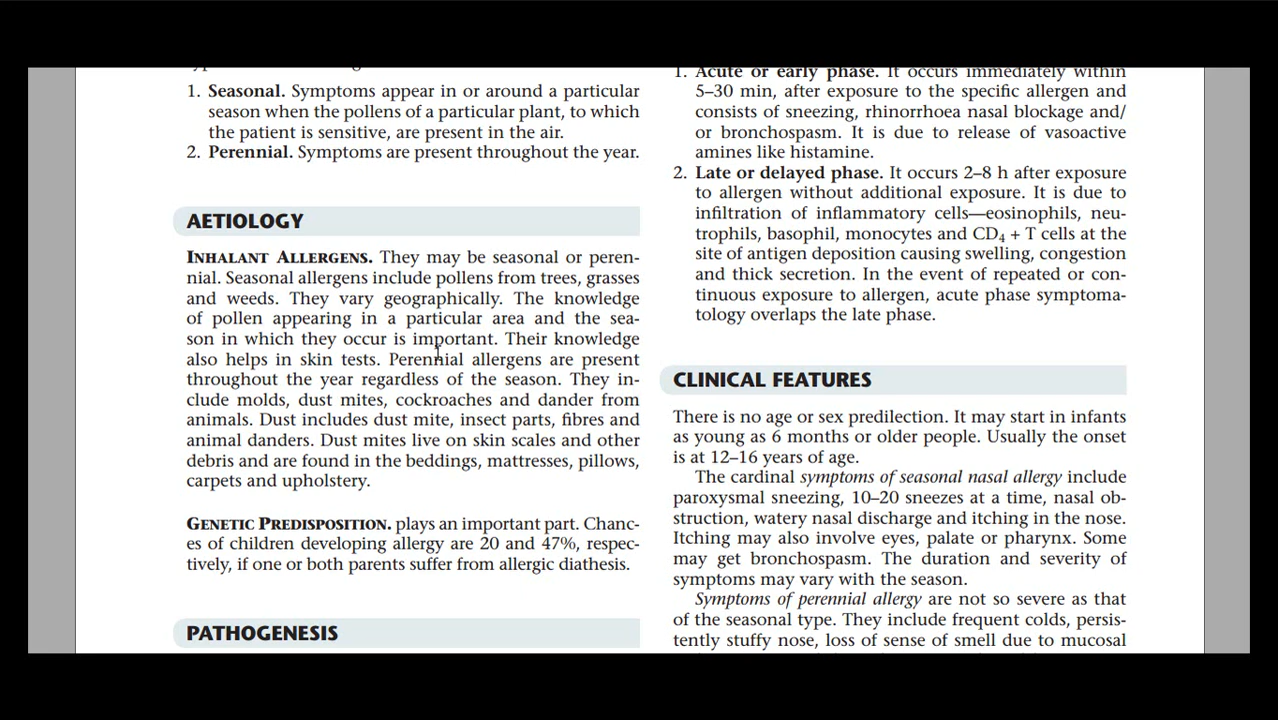 1. Seasonal. Symptoms appear in or around a particular
season when the pollens of a particular plant, to which
the patient is sensitive, are present in the air.
2. Perennial. Symptoms are present throughout the year.
AETIOLOGY
INHALANT ALLERGENS. They may be seasonal or peren-
nial. Seasonal allergens include pollens from trees, grasses
and weeds. They vary geographically. The knowledge
of pollen appearing in a particular area and the sea-
son in which they occur is important. Their knowledge
also helps in skin tests. Perennial allergens are present
throughout the year regardless of the season. They in-
clude molds, dust mites, cockroaches and dander from
animals. Dust includes dust mite, insect parts, fibres and
animal danders. Dust mites live on skin scales and other
debris and are found in the beddings, mattresses, pillows,
carpets and upholstery.
GENETIC PREDISPOSITION. plays an important part. Chanc-
es of children developing allergy are 20 and 47%, respec-
tively, if one or both parents suffer from allergic diathesis.
PATHOGENESIS
1. Acute or early phase. It occurs immediately within
5–30 min, after exposure to the specific allergen and
consists of sneezing, rhinorrhoea nasal blockage and/
or bronchospasm. It is due to release of vasoactive
amines like histamine.
2. Late or delayed phase. It occurs 2–8 h after exposure
to allergen without additional exposure. It is due to
infiltration of inflammatory cells—eosinophils, neu-
trophils, basophil, monocytes and CD4 + T cells at the
site of antigen deposition causing swelling, congestion
and thick secretion. In the event of repeated or con-
tinuous exposure to allergen, acute phase symptoma-
tology overlaps the late phase.
CLINICAL FEATURES
There is no age or sex predilection. It may start in infants
as young as 6 months or older people. Usually the onset
is at 12–16 years of age.
The cardinal symptoms of seasonal nasal allergy include
paroxysmal sneezing, 10–20 sneezes at a time, nasal ob-
struction, watery nasal discharge and itching in the nose.
Itching may also involve eyes, palate or pharynx. Some
may get bronchospasm. The duration and severity of
symptoms may vary with the season.
Symptoms of perennial allergy are not so severe as that
of the seasonal type. They include frequent colds, persis-
tently stuffy nose, loss of sense of smell due to mucosal